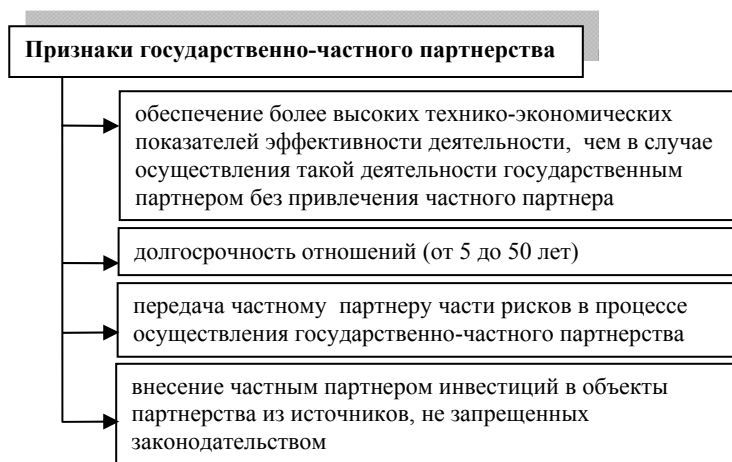 Признаки государственно-частного партнерства
обеспечение более высоких технико-экономических
показателей эффективности деятельности, чем в случае
осуществления такой деятельности государственным
партнером без привлечения частного партнера
долгосрочность отношений (от 5 до 50 лет)
передача частному партнеру части рисков в процессе
осуществления государственно-частного партнерства
внесение частным партнером инвестиций в объекты
партнерства из источников, не запрещенных
законодательством